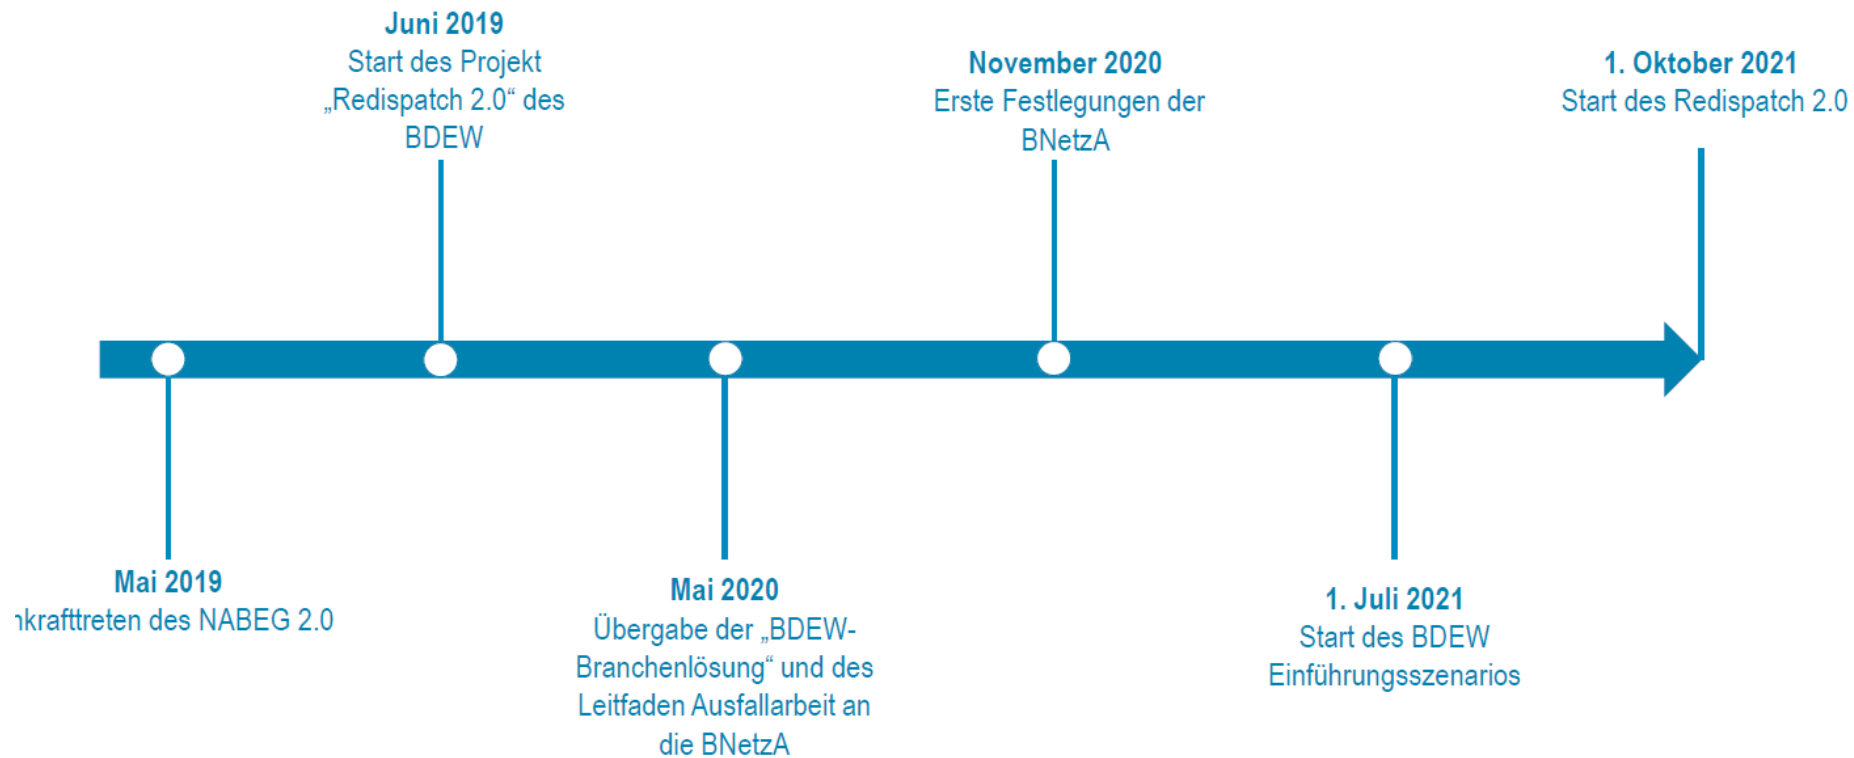 Juni 2019
Start des Projekt
„Redispatch 2.0“ des
BDEW
November 2020
Erste Festlegungen der
BNetzA
1. Oktober 2021
Start des Redispatch 2.0
Mai 2019
nkrafttreten des NABEG 2.0
Mai 2020
Übergabe der „BDEW-
Branchenlösung“ und des
Leitfaden Ausfallarbeit an
die BNetzA
1. Juli 2021
Start des BDEW
Einführungsszenarios